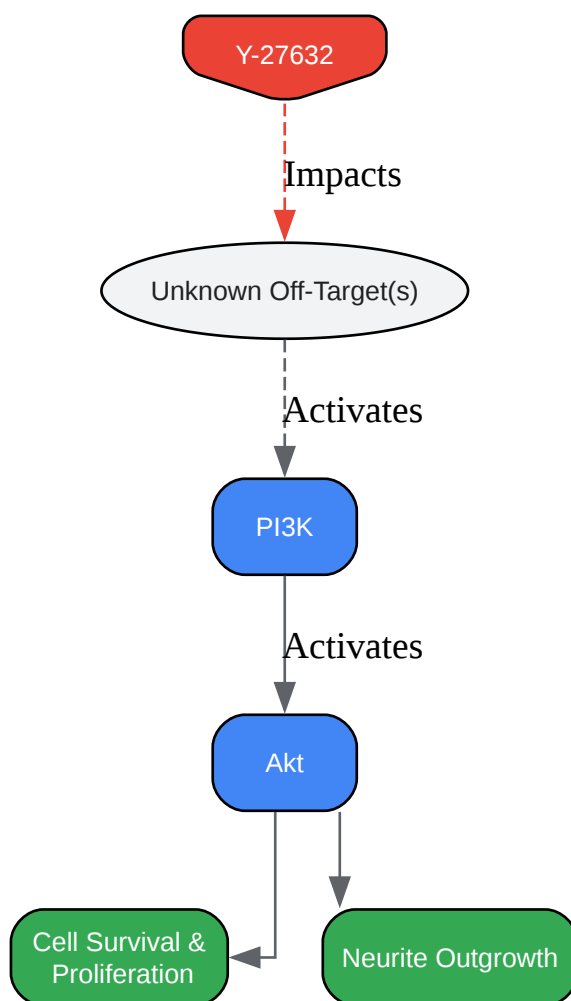 Y-27632
Impacts
Unknown Off-Target(s)
Activates
PI3K
Activates
Akt
Cell Survival &
Proliferation
Neurite Outgrowth